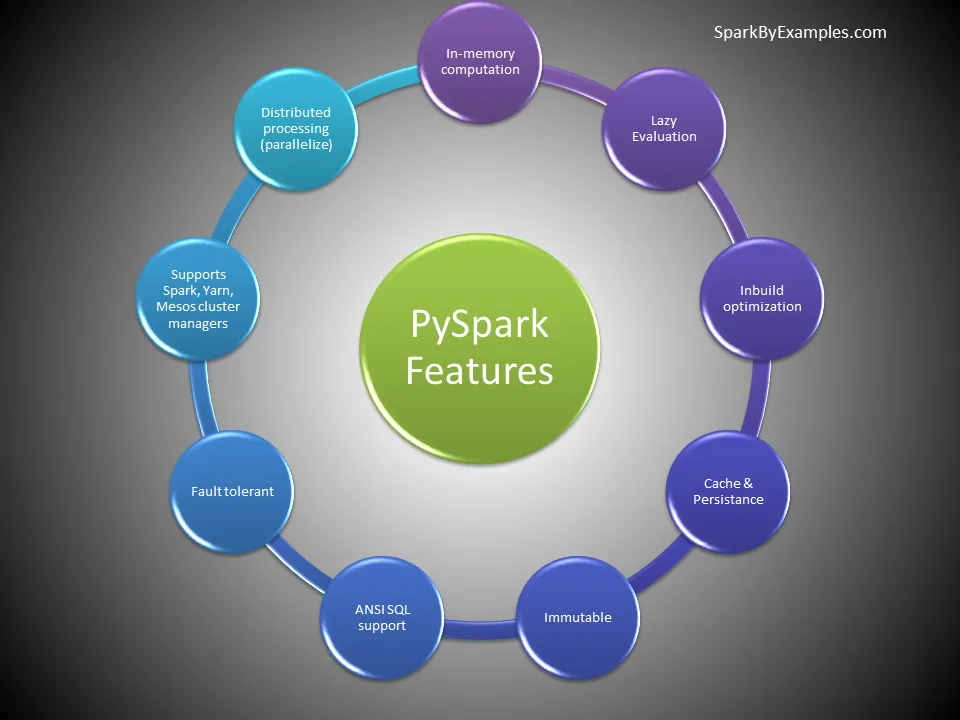 SparkByExamples.com
In-memory
computation
Lazy
Evaluation
Inbuild
optimization
Cache &
Persistance
Immutable
ANSI SQL
support
Fault tolerant
Supports
Spark, Yarn,
Mesos cluster
managers
Distributed
processing
(parallelize)
PySpark
Features